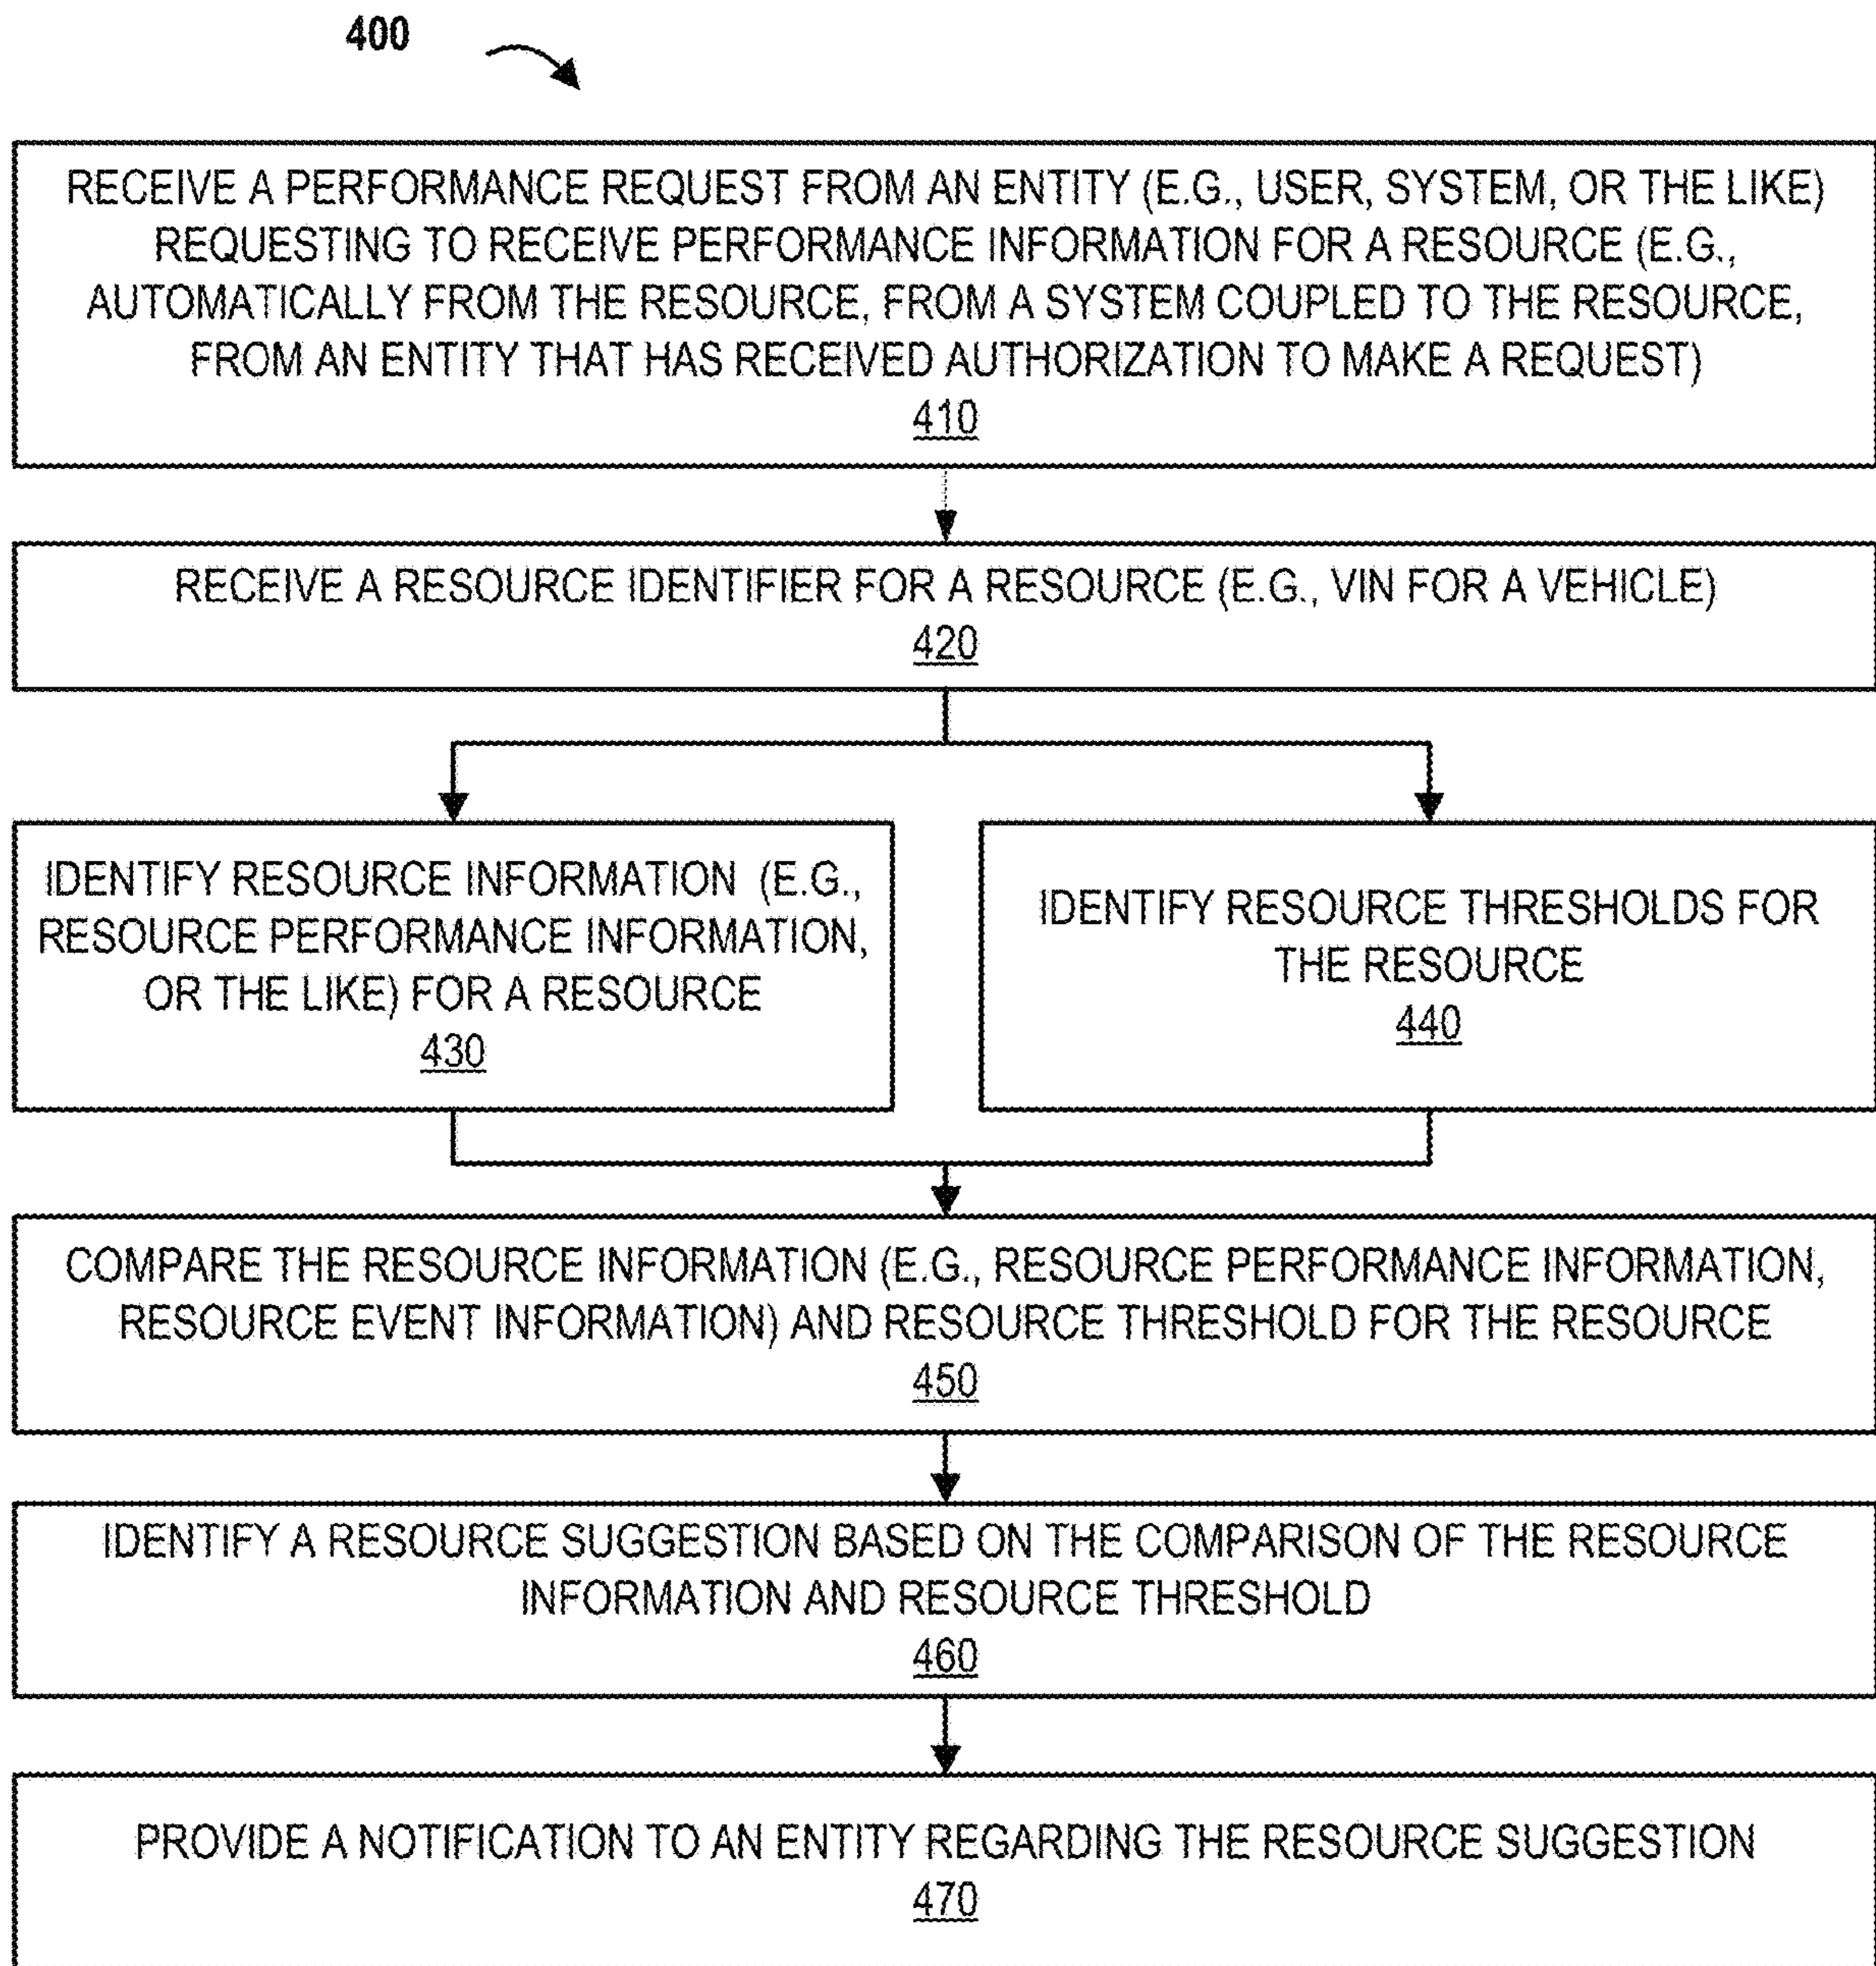 400
RECEIVE A PERFORMANCE REQUEST FROM AN ENTITY (E.G., USER, SYSTEM, OR THE LIKE)
REQUESTING TO RECEIVE PERFORMANCE INFORMATION FOR A RESOURCE (E.G.,
AUTOMATICALLY FROM THE RESOURCE, FROM A SYSTEM COUPLED TO THE RESOURCE,
FROM AN ENTITY THAT HAS RECEIVED AUTHORIZATION TO MAKE A REQUEST)
410
RECEIVE A RESOURCE IDENTIFIER FOR A RESOURCE (E.G., VIN FOR A VEHICLE)
420
IDENTIFY RESOURCE INFORMATION (E.G.,
RESOURCE PERFORMANCE INFORMATION,
OR THE LIKE) FOR A RESOURCE
430
IDENTIFY RESOURCE THRESHOLDS FOR
THE RESOURCE
440
COMPARE THE RESOURCE INFORMATION (E.G., RESOURCE PERFORMANCE INFORMATION,
RESOURCE EVENT INFORMATION) AND RESOURCE THRESHOLD FOR THE RESOURCE
450
IDENTIFY A RESOURCE SUGGESTION BASED ON THE COMPARISON OF THE RESOURCE
INFORMATION AND RESOURCE THRESHOLD
460
PROVIDE A NOTIFICATION TO AN ENTITY REGARDING THE RESOURCE SUGGESTION
470